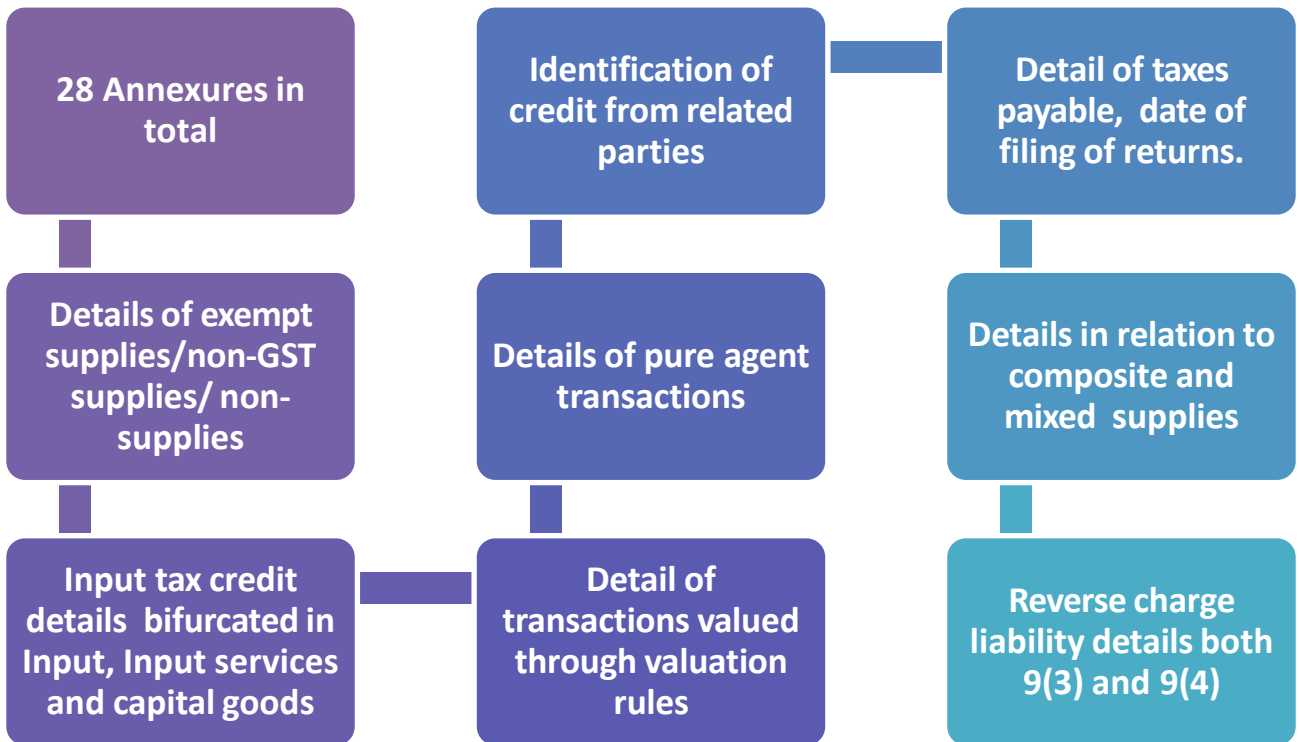 28 Annexures in
total
Details of exempt
supplies/non-GST
supplies/ non-
supplies
Input tax credit
details bifurcated in
Input, Input services
and capital goods
Detail of
transactions valued
through valuation
rules
Details of pure agent
transactions
Identification of
credit from related
parties
Detail of taxes
payable, date of
filing of returns.
Details in relation to
composite and
mixed supplies
Reverse charge
liability details both
9(3) and 9(4)